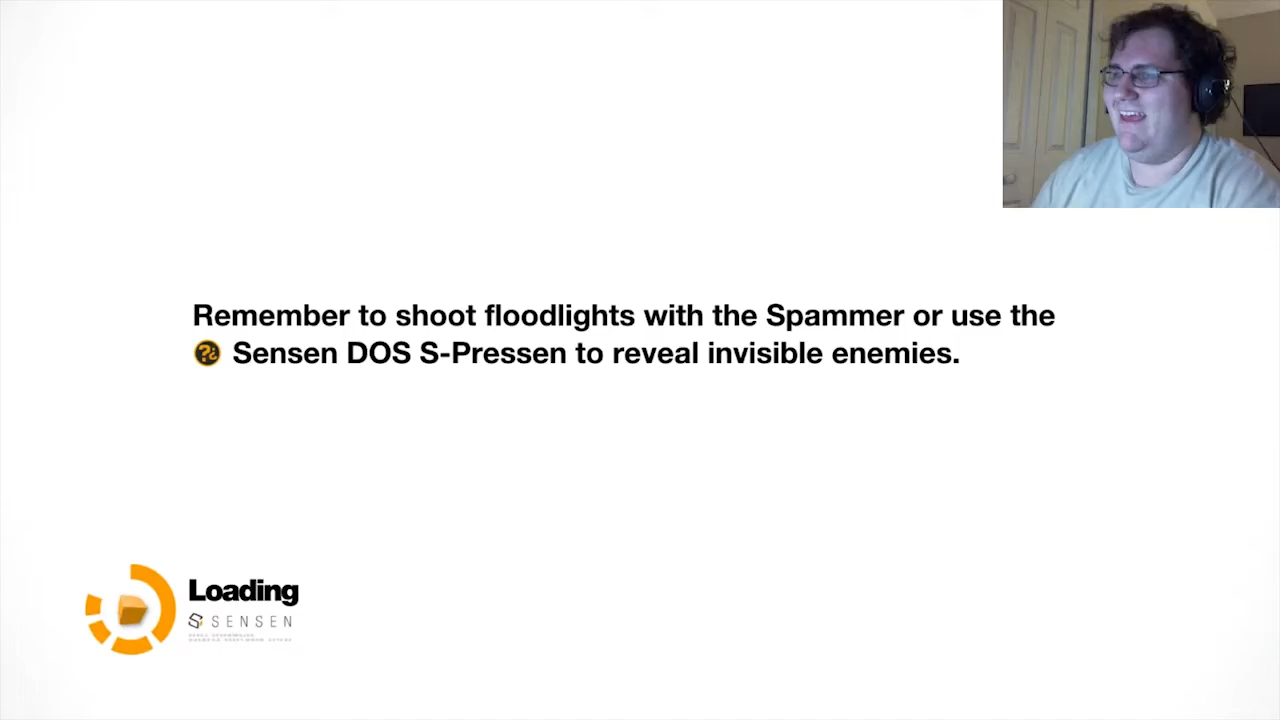 Remember to shoot floodlights with the Spammer or use the
Sensen DOS S-Pressen to reveal invisible enemies.
Loading
SENSEN